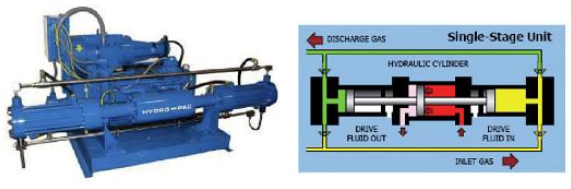 HYDRO-PAC
DISCHARGE GAS
Single-Stage Unit
HYDRAULIC CYLINDER
DRIVE
FLUID OUT
DRIVE
FLUID IN
INLET GAS